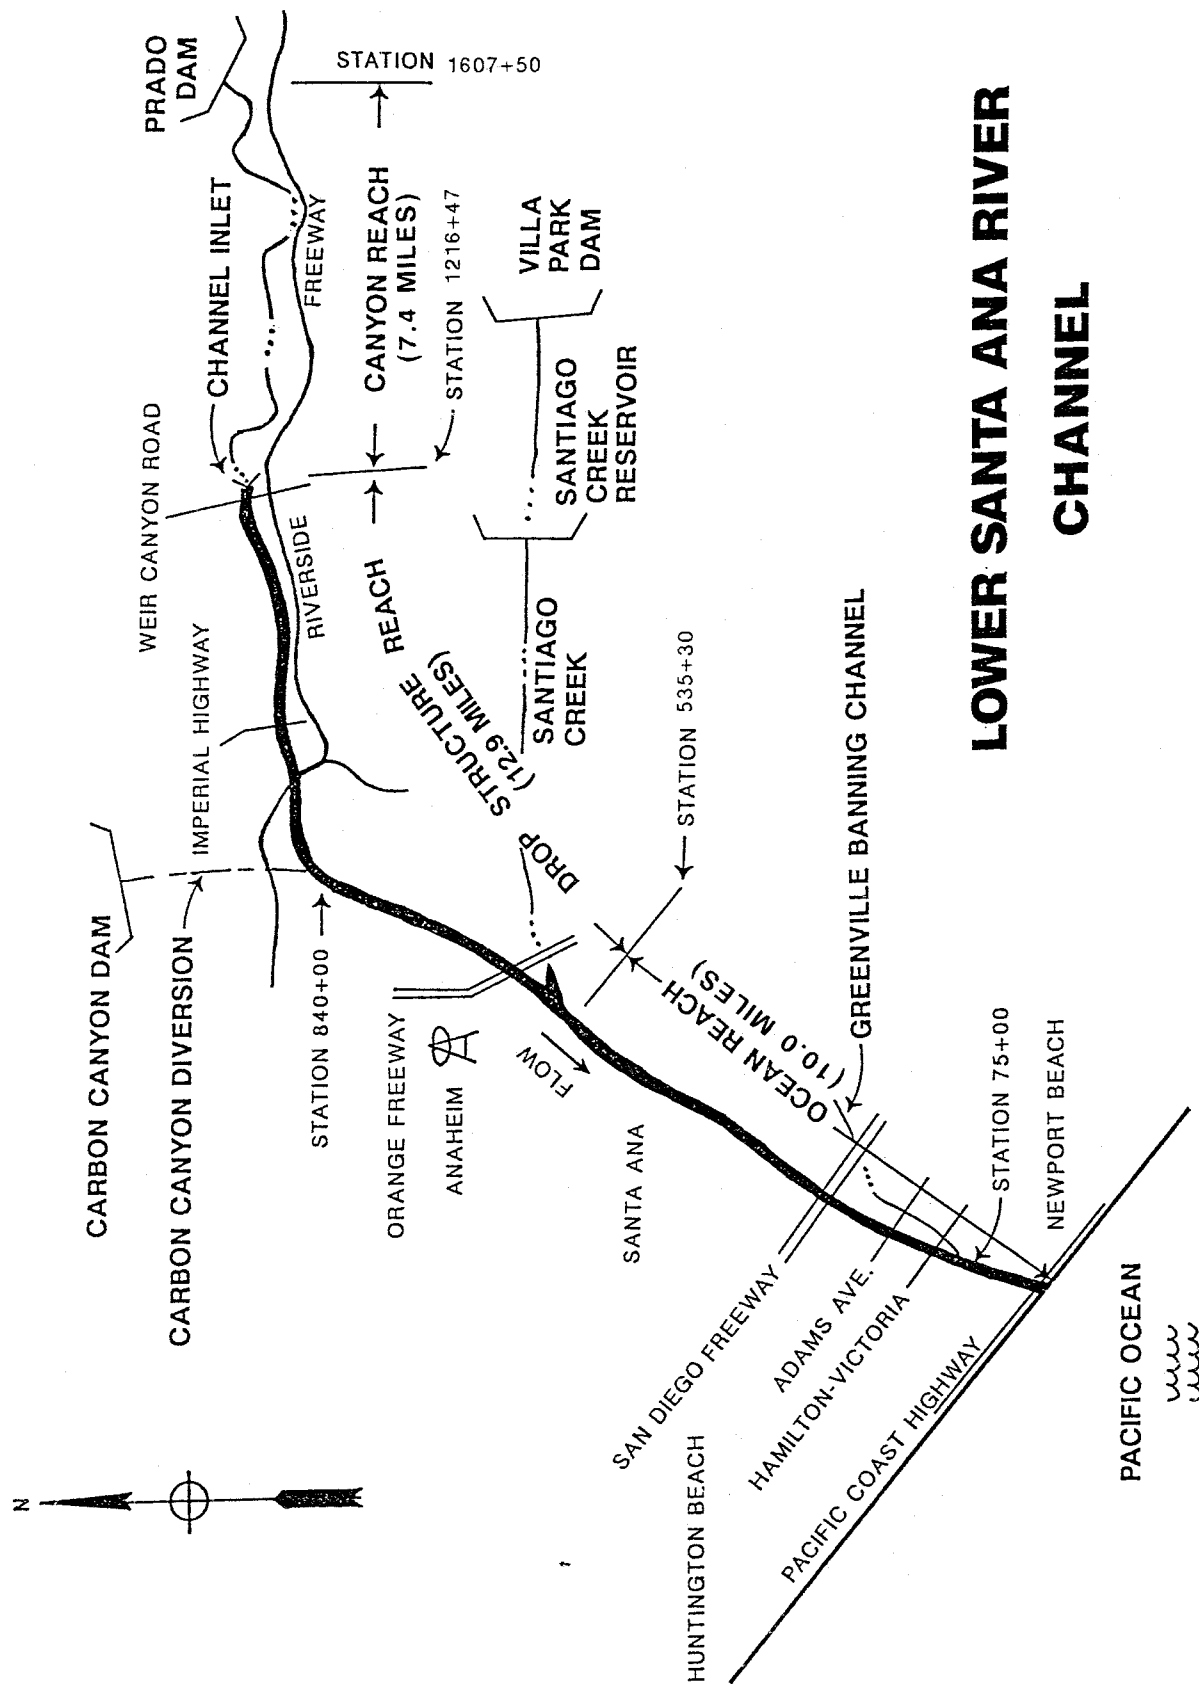 N
PRADO
DAM
STATION 1607+50
CARBON CANYON DAM
CARBON CANYON DIVERSION
IMPERIAL HIGHWAY
WEIR CANYON ROAD
CHANNEL INLET
RIVERSIDE
FREEWAY
CANYON REACH
(7.4 MILES)
STATION 1216+47
STATION 840+00
ORANGE FREEWAY
ANAHEIM
FLOW
DROP STRUCTURE REACH
(12.9 MILES)
SANTIAGO
CREEK
SANTIAGO
CREEK
RESERVOIR
VILLA
PARK
DAM
STATION 535+30
SANTA ANA
OCEAN REACH
(10.0 MILES)
GREENVILLE BANNING CHANNEL
SAN DIEGO FREEWAY
ADAMS AVE.
HAMILTON-VICTORIA
STATION 75+00
NEWPORT BEACH
HUNTINGTON BEACH
PACIFIC COAST HIGHWAY
PACIFIC OCEAN
LOWER SANTA ANA RIVER
CHANNEL